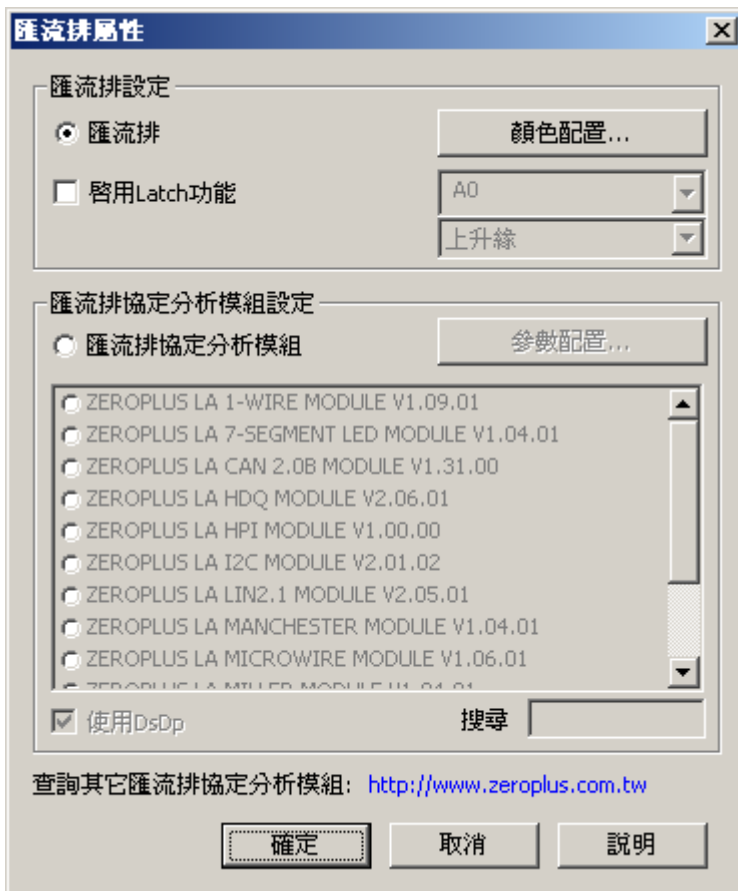 匯流排屬性
匯流排設定
匯流排
顏色配置...
啓用Latch功能
A0
上升緣
匯流排協定分析模組設定
匯流排協定分析模組
參數配置...
ZEROPLUS LA 1-WIRE MODULE V1.09.01
ZEROPLUS LA 7-SEGMENT LED MODULE V1.04.01
ZEROPLUS LA CAN 2.0B MODULE V1.31.00
ZEROPLUS LA HDQ MODULE V2.06.01
ZEROPLUS LA HPI MODULE V1.00.00
ZEROPLUS LA I2C MODULE V2.01.02
ZEROPLUS LA LIN2.1 MODULE V2.05.01
ZEROPLUS LA MANCHESTER MODULE V1.04.01
ZEROPLUS LA MICROWIRE MODULE V1.06.01
ZEROPLUS LA MILLER MODULE
使用DsDp
搜尋
查詢其它匯流排協定分析模組: http://www.zeroplus.com.tw
確定
取消
說明